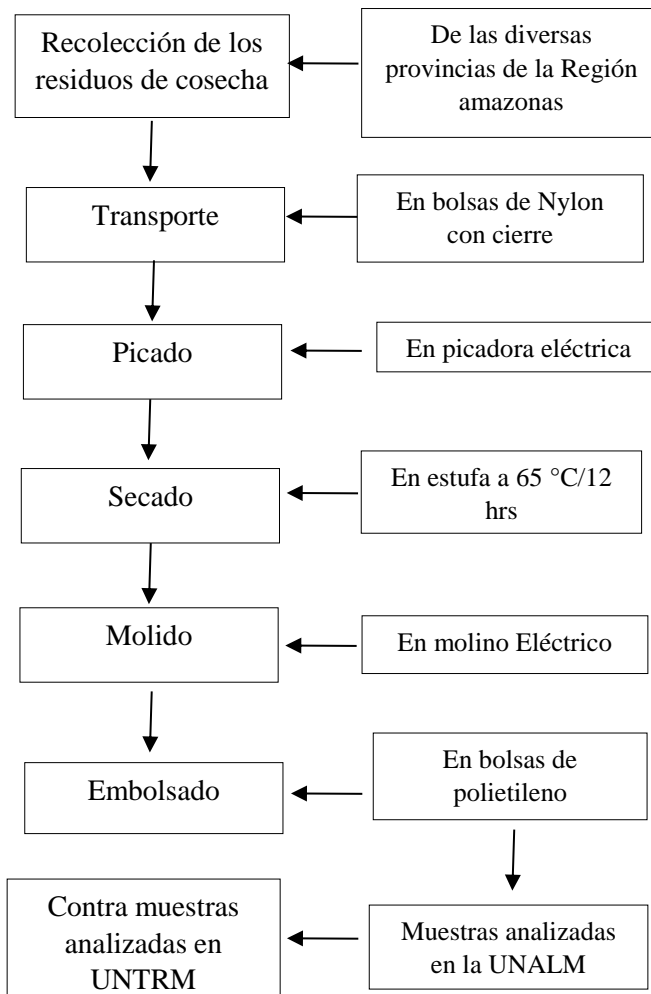 Recolección de los
residuos de cosecha
De las diversas
provincias de la Región
amazonas
Transporte
En bolsas de Nylon
con cierre
Picado
En picadora eléctrica
Secado
En estufa a 65 °C/12
hrs
Molido
En molino Eléctrico
Embolsado
En bolsas de
polietileno
Contra muestras
analizadas en
UNTRM
Muestras analizadas
en la UNALM